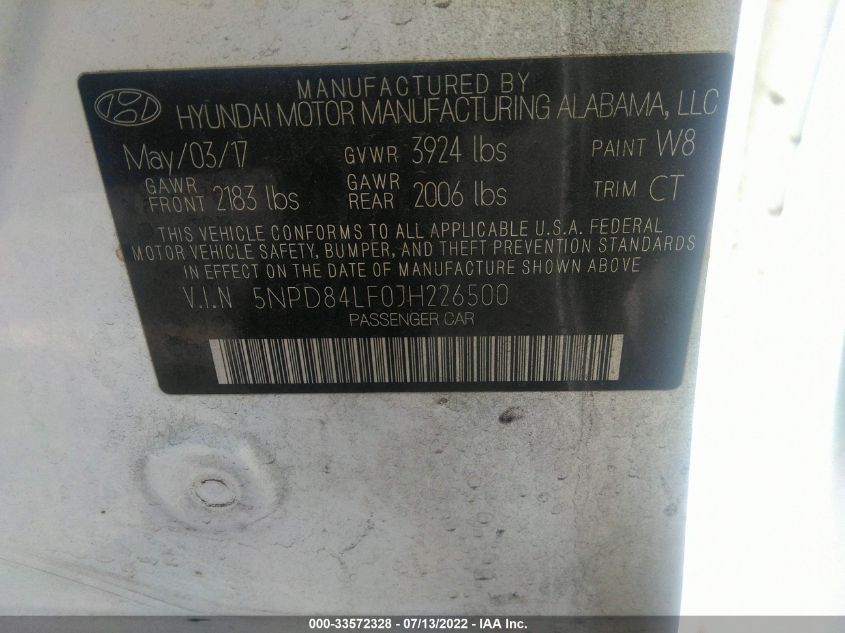 MANUFACTURED BY
HYUNDAI MOTOR MANUFACTURING ALABAMA, LLC
May/03/17 GVWR 3924 lbs PAINT W8
GAWR FRONT 2183 lbs GAWR REAR 2006 lbs TRIM CT
THIS VEHICLE CONFORMS TO ALL APPLICABLE U.S.A. FEDERAL
MOTOR VEHICLE SAFETY, BUMPER, AND THEFT PREVENTION STANDARDS
IN EFFECT ON THE DATE OF MANUFACTURE SHOWN ABOVE
V.I.N 5NPD84LF0JH226500
PASSENGER CAR
000-33572328 - 07/13/2022 - IAA Inc.